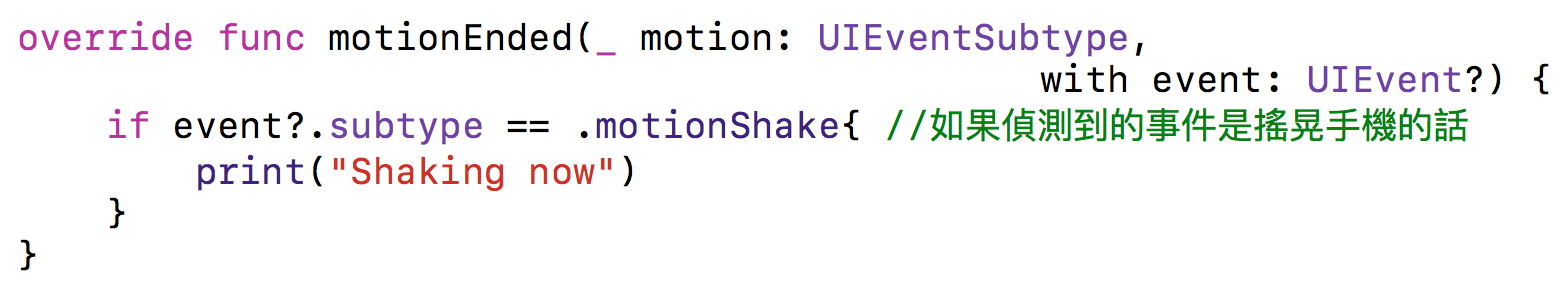 override func motionEnded(_ motion: UIEventSubtype,
with event: UIEvent?) {
if event?.subtype == .motionShake{ //如果偵測到的事件是搖晃手機的話
print("Shaking now")
}
}